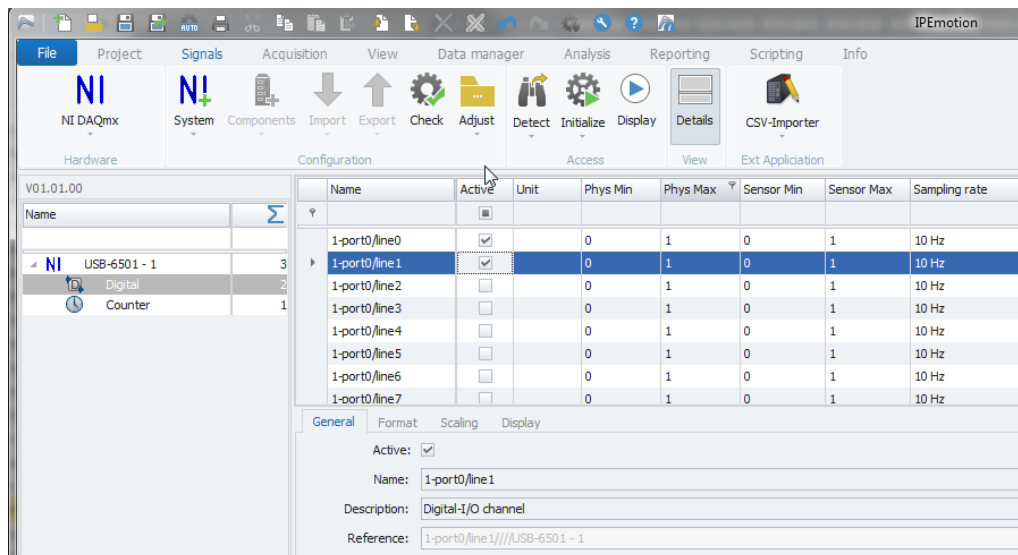 AUTO
IPEmotion
File Project Signals Acquisition View Data manager Analysis Reporting Scripting Info
NI NI
NI DAQmx System Components Import Export Check Adjust Detect Initialize Display Details CSV-Importer
Hardware Configuration Access View Ext Appliciation
V01.01.00
Name Active Unit Phys Min Phys Max Sensor Min Sensor Max Sampling rate
Name Σ
1-port0/line0 0 1 0 1 10 Hz
NI USB-6501 - 1 3 1-port0/line1 0 1 0 1 10 Hz
D Digital 2 1-port0/line2 0 1 0 1 10 Hz
Counter 1 1-port0/line3 0 1 0 1 10 Hz
1-port0/line4 0 1 0 1 10 Hz
1-port0/line5 0 1 0 1 10 Hz
1-port0/line6 0 1 0 1 10 Hz
1-port0/line7 0 1 0 1 10 Hz
General Format Scaling Display
Active:
Name: 1-port0/line1
Description: Digital-I/O channel
Reference: 1-port0/line1////USB-6501 - 1